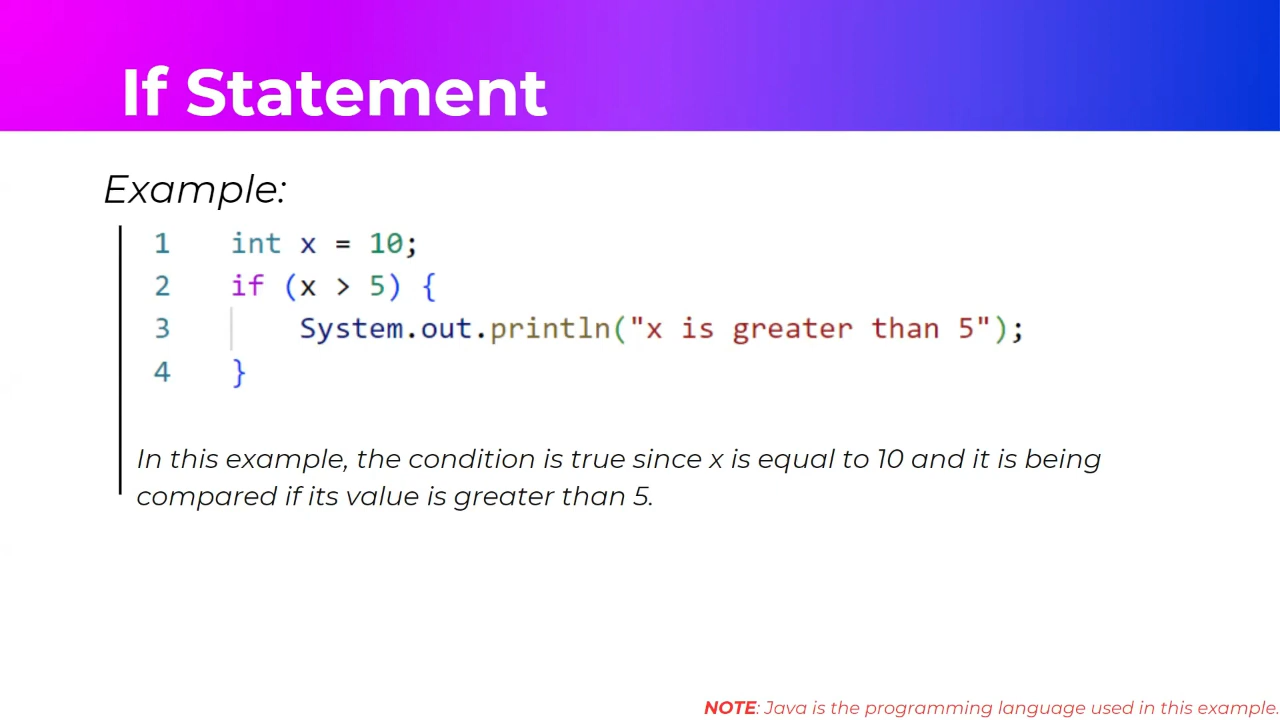 If Statement
Example:
1 int x = 10;
2 if (x > 5) {
3 System.out.println("x is greater than 5");
4 }
In this example, the condition is true since x is equal to 10 and it is being
compared if its value is greater than 5.
NOTE: Java is the programming language used in this example.